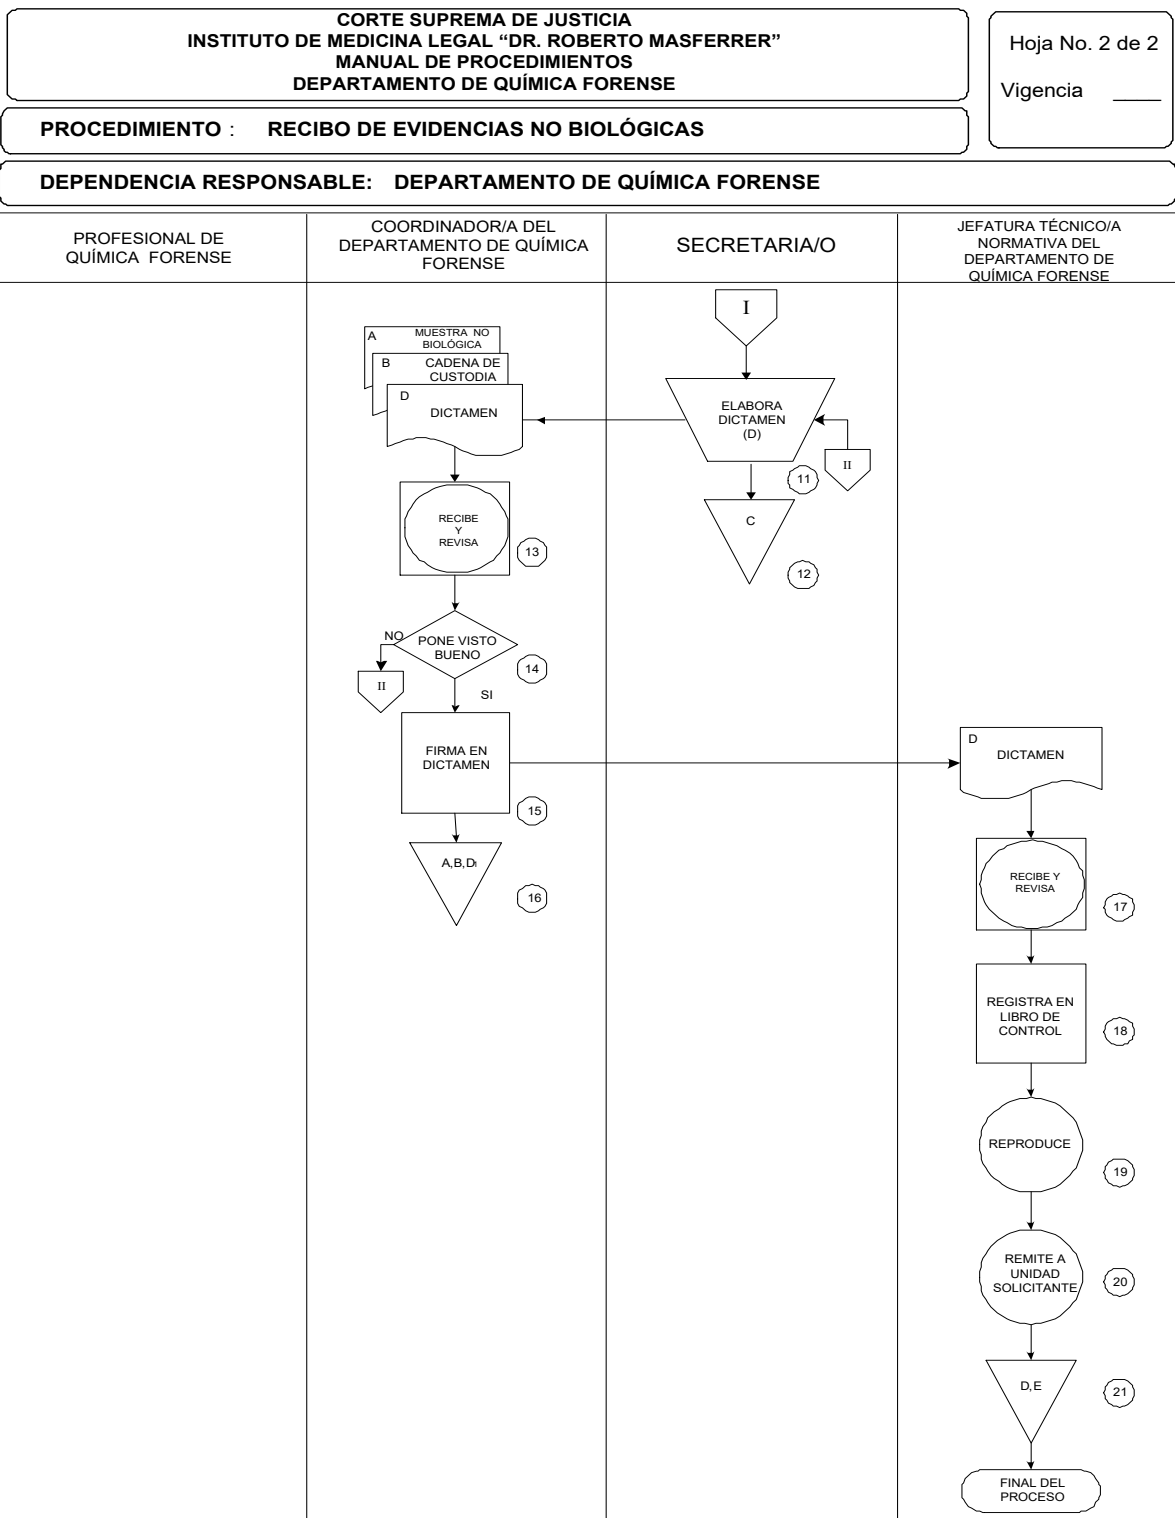 CORTE SUPREMA DE JUSTICIA
INSTITUTO DE MEDICINA LEGAL “DR. ROBERTO MASFERRER”
MANUAL DE PROCEDIMIENTOS
DEPARTAMENTO DE QUÍMICA FORENSE
Hoja No. 2 de 2
Vigencia ____
PROCEDIMIENTO : RECIBO DE EVIDENCIAS NO BIOLÓGICAS
DEPENDENCIA RESPONSABLE: DEPARTAMENTO DE QUÍMICA FORENSE
PROFESIONAL DE
QUÍMICA FORENSE
COORDINADOR/A DEL
DEPARTAMENTO DE QUÍMICA
FORENSE
SECRETARIA/O
JEFATURA TÉCNICO/A
NORMATIVA DEL
DEPARTAMENTO DE
QUÍMICA FORENSE
I
A MUESTRA NO
BIOLÓGICA
B CADENA DE
CUSTODIA
D
DICTAMEN
ELABORA
DICTAMEN
(D)
II
11
C
12
RECIBE
Y
REVISA
13
NO
PONE VISTO
BUENO
14
II
SI
FIRMA EN
DICTAMEN
15
A,B,D
16
D
DICTAMEN
RECIBE Y
REVISA
17
REGISTRA EN
LIBRO DE
CONTROL
18
REPRODUCE
19
REMITE A
UNIDAD
SOLICITANTE
20
D,E
21
FINAL DEL
PROCESO